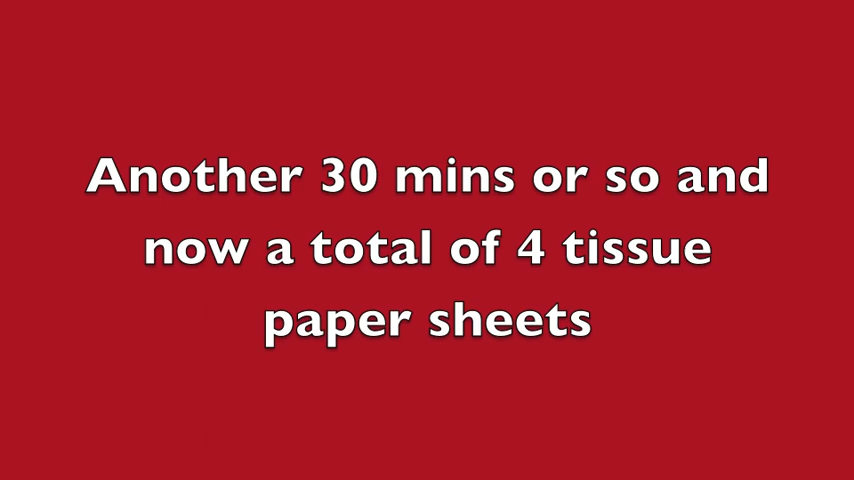 Another 30 mins or so and
now a total of 4 tissue
paper sheets